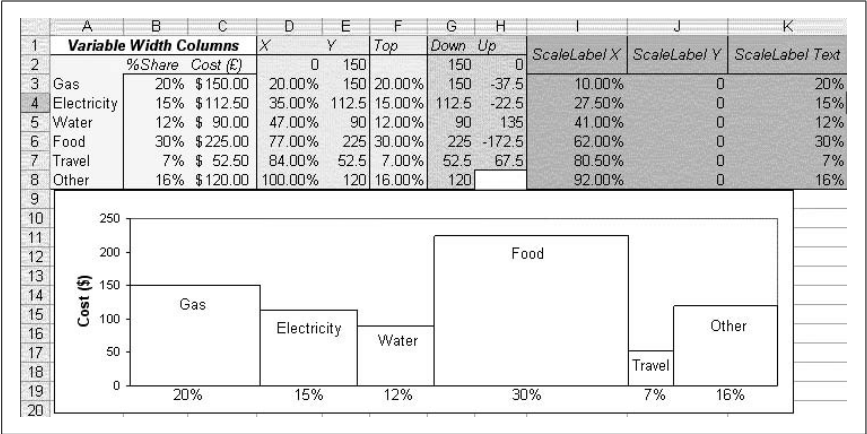 A B C D E F G H I J K
1 Variable Width Columns X Y Top Down Up ScaleLabel X ScaleLabel Y ScaleLabel Text
2 %Share Cost (£) 0 150 150 0
3 Gas 20% $150.00 20.00% 150 20.00% 150 -37.5 10.00% 0 20%
4 Electricity 15% $112.50 35.00% 112.5 15.00% 112.5 -22.5 27.50% 0 15%
5 Water 12% $ 90.00 47.00% 90 12.00% 90 135 41.00% 0 12%
6 Food 30% $225.00 77.00% 225 30.00% 225 -172.5 62.00% 0 30%
7 Travel 7% $ 52.50 84.00% 52.5 7.00% 52.5 67.5 80.50% 0 7%
8 Other 16% $120.00 100.00% 120 16.00% 120 92.00% 0 16%
9
10
11
12
13
14
15
16
17
18
19
20
Cost ($)
250
200
150
100
50
0
Gas
Electricity
Water
Food
Travel
Other
20% 15% 12% 30% 7% 16%